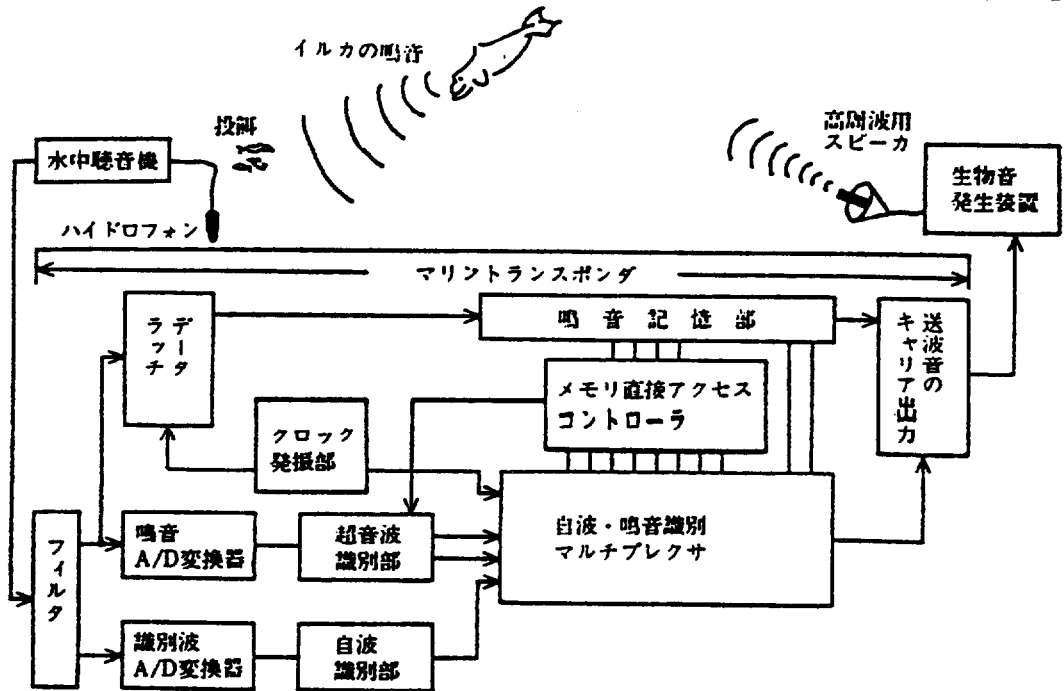 イルカの鳴音
投餌
高周波用
スピーカ
水中聴音機
生物音
発生装認
ハイドロフォン
マリントランスポンダ
データ
ラッチ
鳴音記憶部
送波音の
キャリア出力
メモリ直接アクセス
コントローラ
クロック
発振部
フィルタ
鳴音
A/D変換器
超音波
識別部
自波・鳴音識別
マルチプレクサ
識別波
A/D変換器
自波
識別部